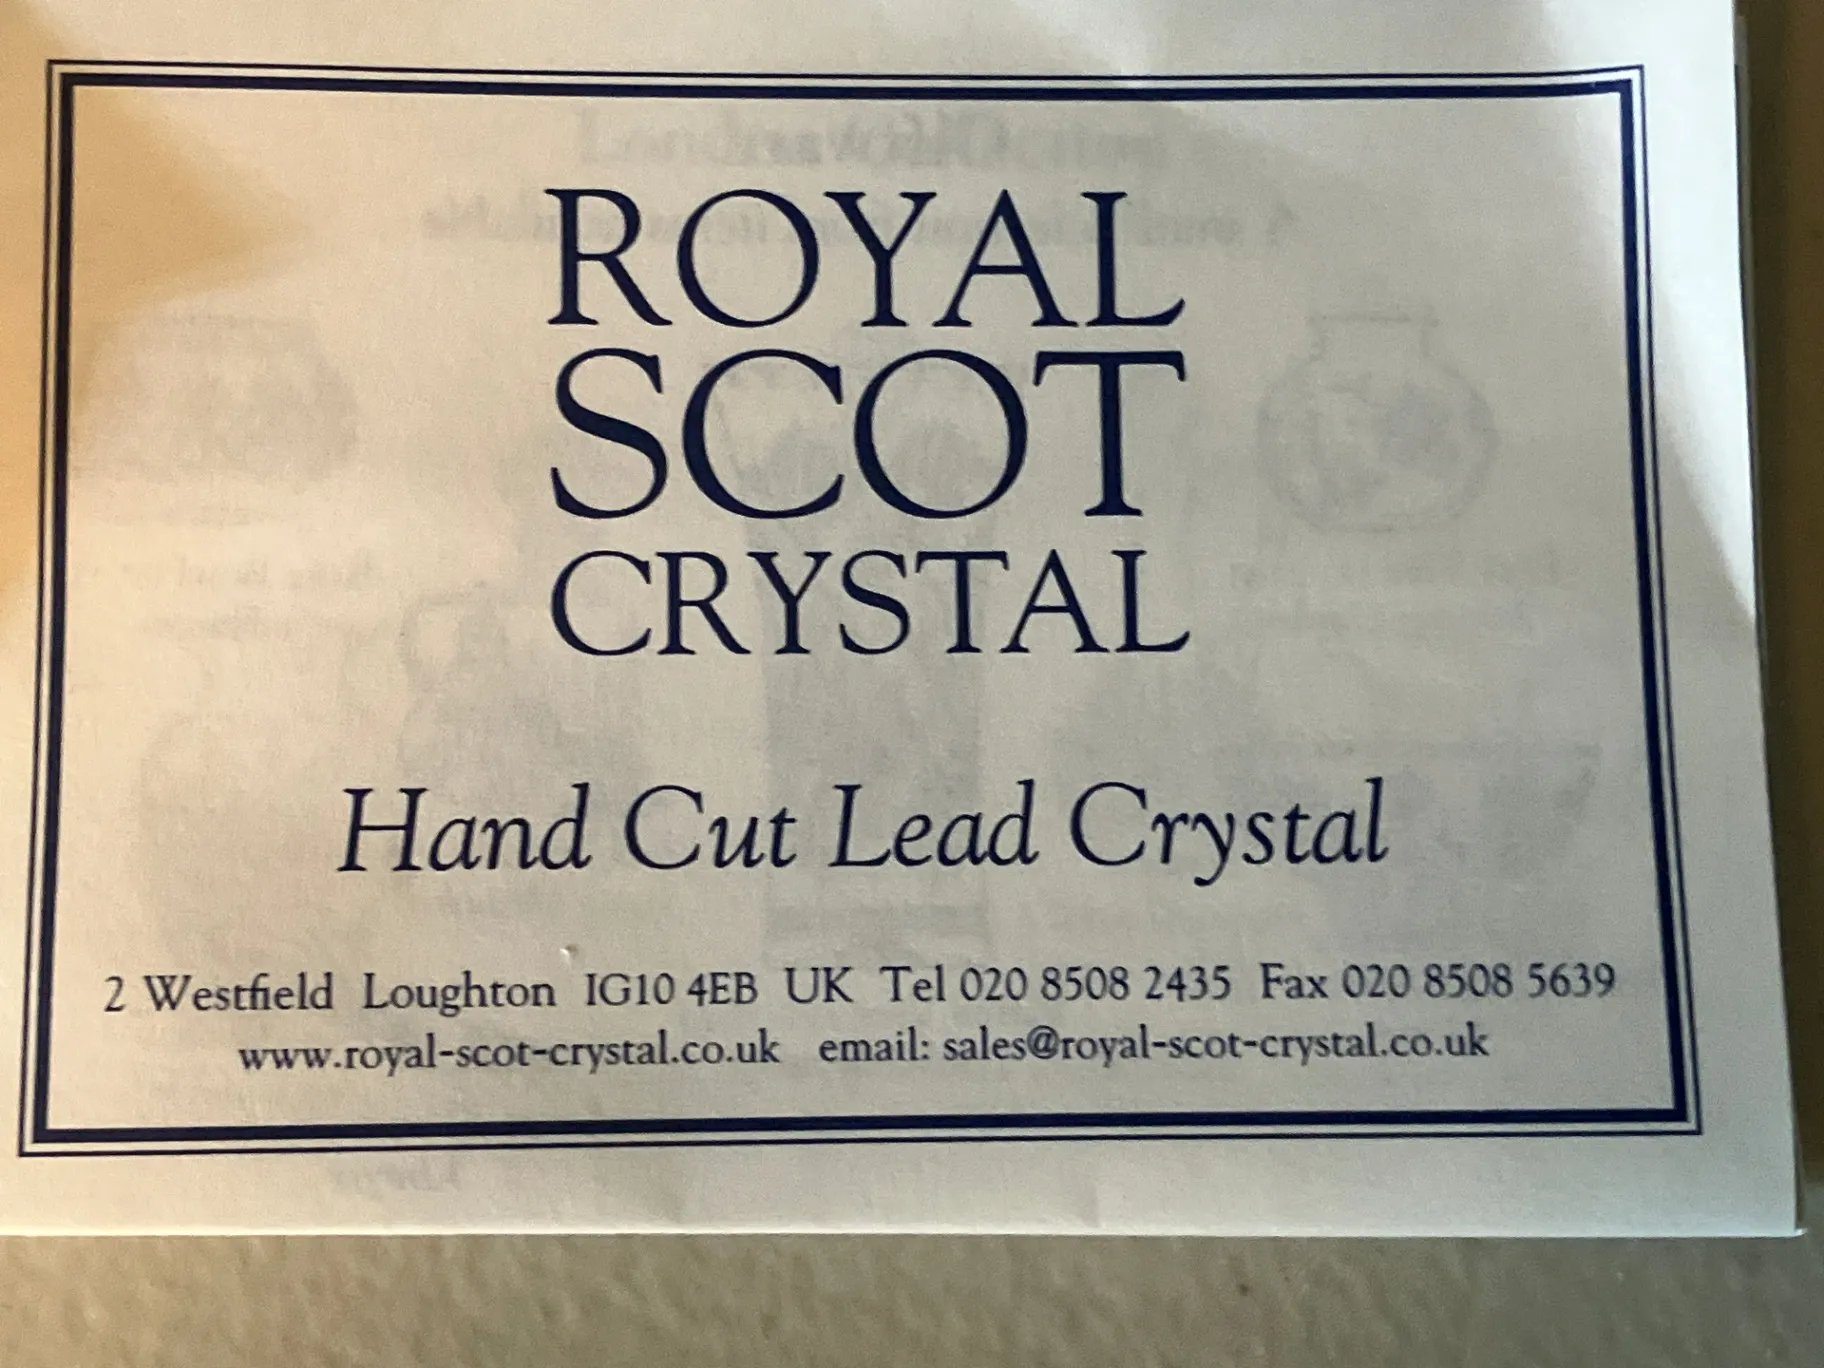 ROYAL
SCOT
CRYSTAL
Hand Cut Lead Crystal
2 Westfield Loughton IG10 4EB UK Tel 020 8508 2435 Fax 020 8508 5639
www.royal-scot-crystal.co.uk email: sales@royal-scot-crystal.co.uk